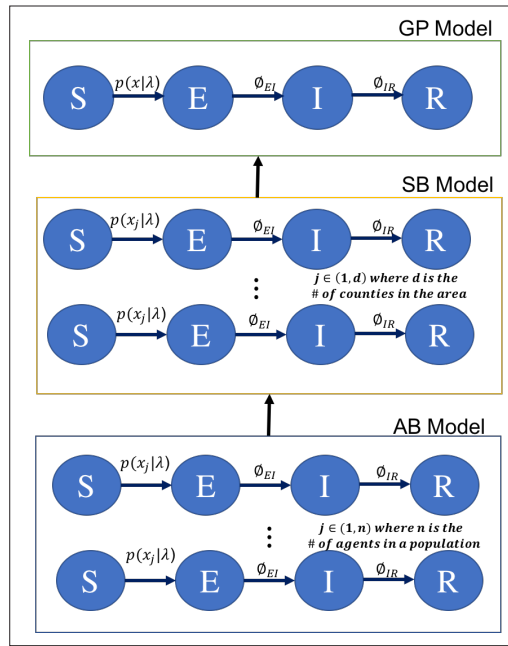 GP Model
p(x|λ) ∅EI ∅IR
S E I R
SB Model
p(xj|λ) ∅EI ∅IR
S E I R
⋮ j ∈ (1, d) where d is the
# of counties in the area
p(xj|λ) ∅EI ∅IR
S E I R
AB Model
p(xj|λ) ∅EI ∅IR
S E I R
⋮ j ∈ (1, n) where n is the
# of agents in a population
p(xj|λ) ∅EI ∅IR
S E I R